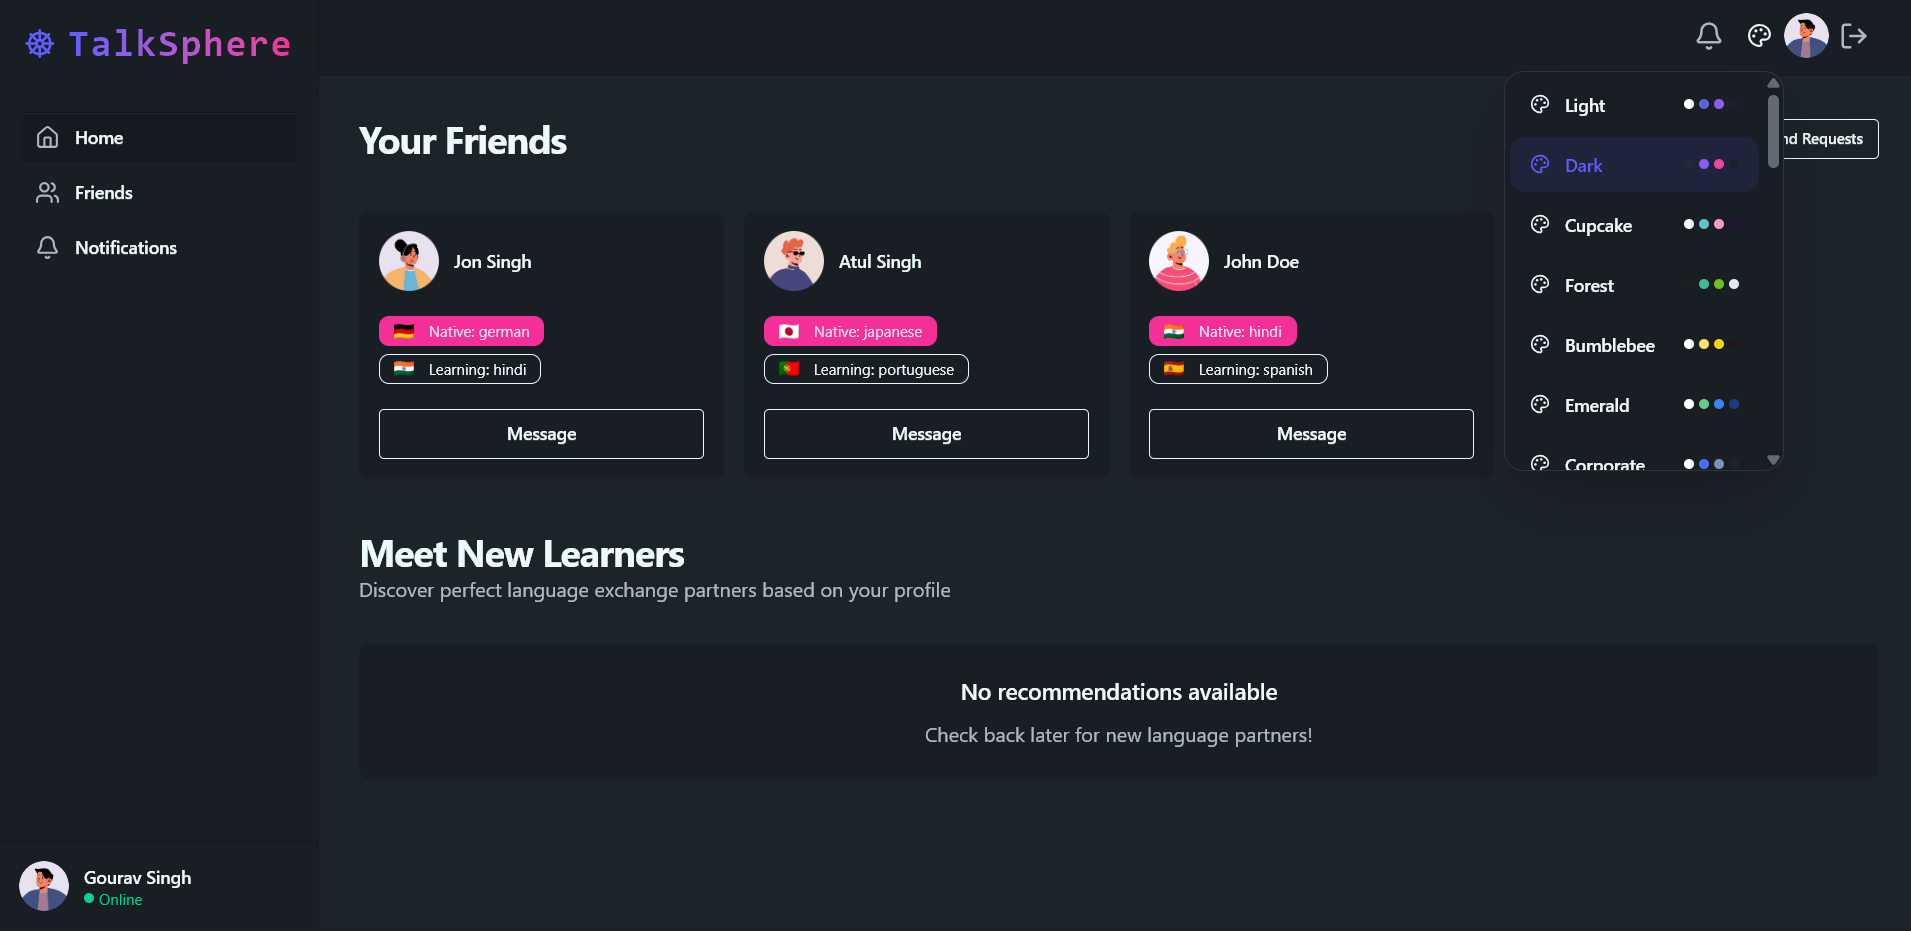 TalkSphere
Home
Friends
Notifications
Gourav Singh
Online
Your Friends
Requests
Light
Dark
Cupcake
Forest
Bumblebee
Emerald
Corporate
Jon Singh
Native: german
Learning: hindi
Message
Atul Singh
Native: japanese
Learning: portuguese
Message
John Doe
Native: hindi
Learning: spanish
Message
Meet New Learners
Discover perfect language exchange partners based on your profile
No recommendations available
Check back later for new language partners!